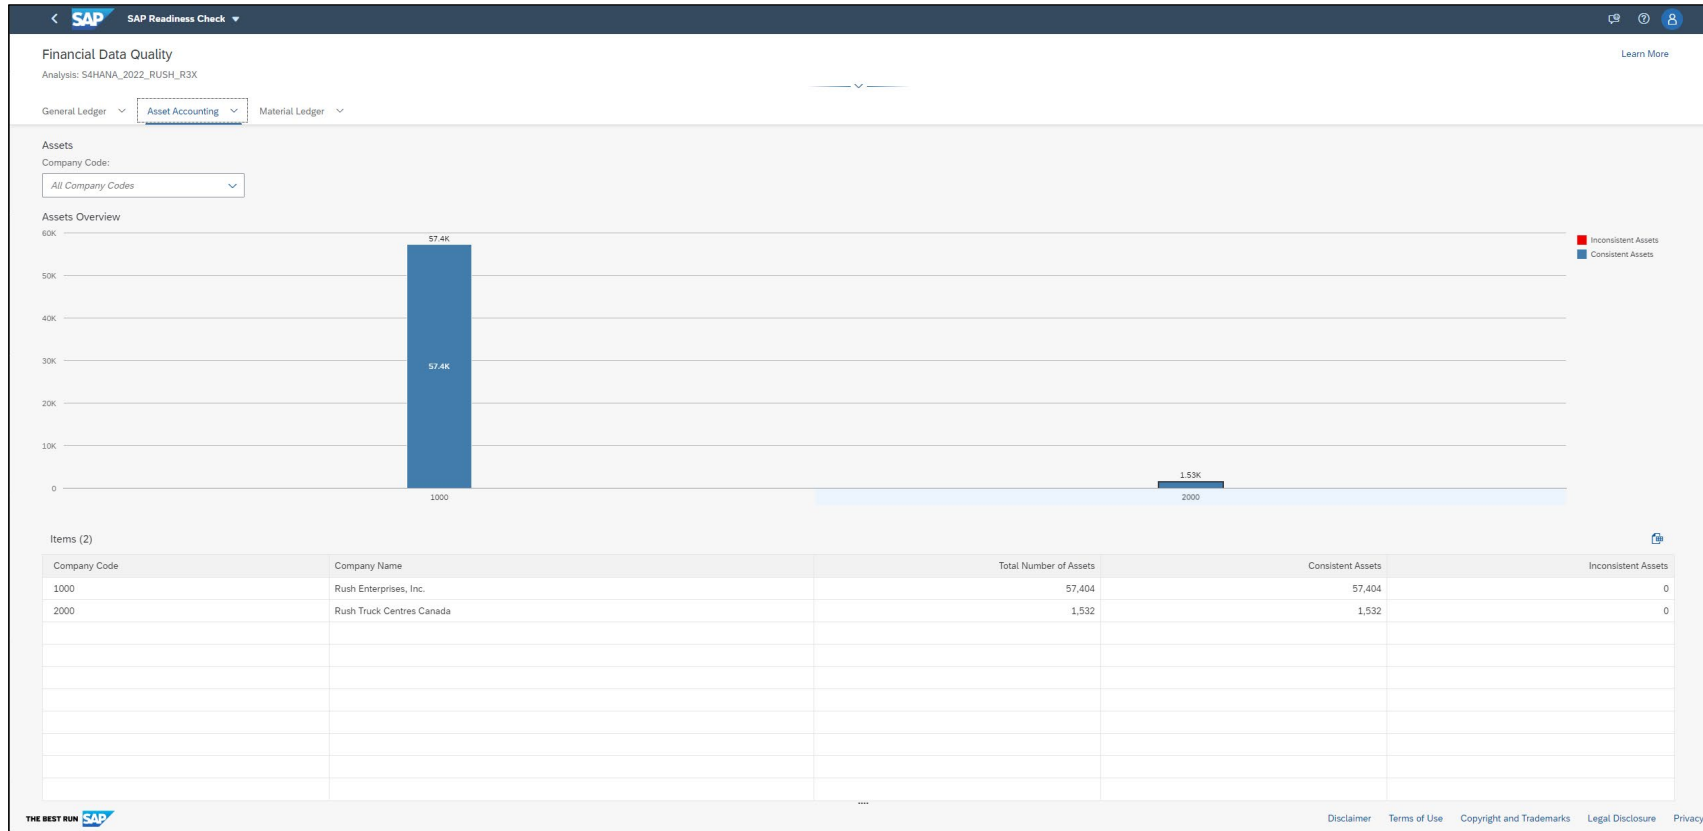 SAP SAP Readiness Check
Financial Data Quality
Learn More
Analysis: S4HANA_2022_RUSH_R3X
General Ledger Asset Accounting Material Ledger
Assets
Company Code:
All Company Codes
Assets Overview
60K
50K
40K
30K
20K
10K
0
57.4K
57.4K
1.53K
1000 2000
Inconsistent Assets
Consistent Assets
Items (2)
Company Code Company Name Total Number of Assets Consistent Assets Inconsistent Assets
1000 Rush Enterprises, Inc. 57,404 57,404 0
2000 Rush Truck Centres Canada 1,532 1,532 0
THE BEST RUN SAP
Disclaimer Terms of Use Copyright and Trademarks Legal Disclosure Privacy